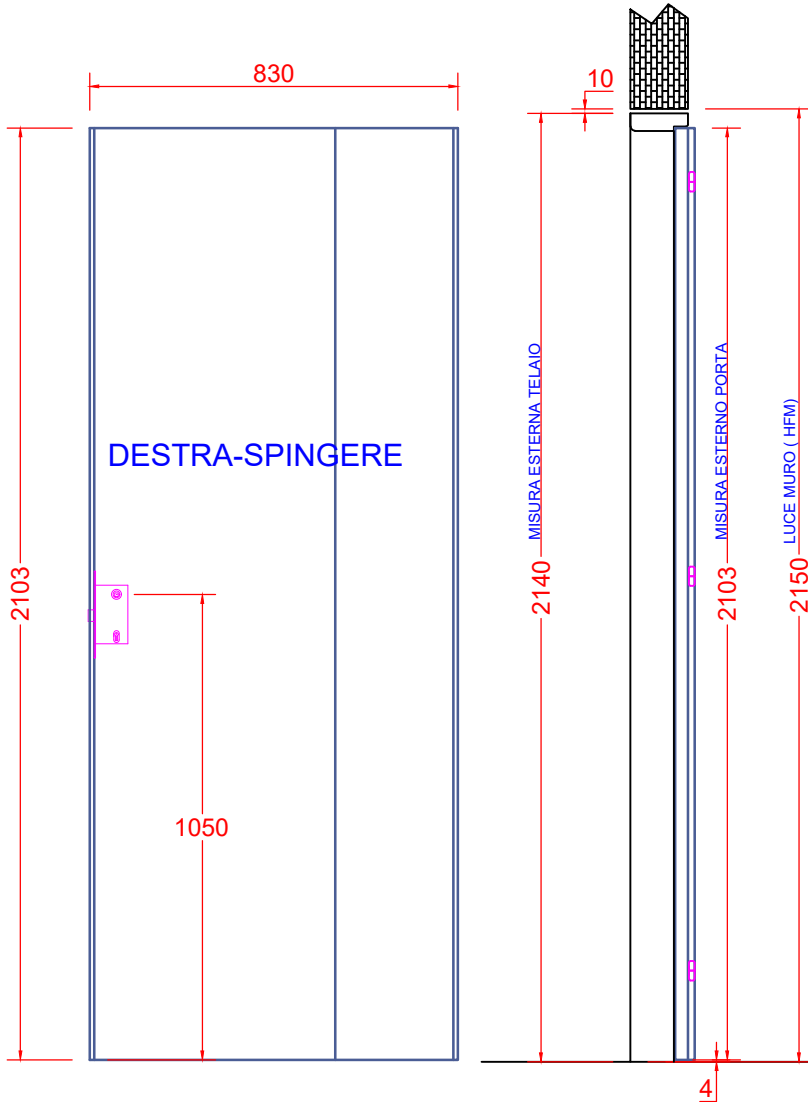 830
10
DESTRA-SPINGERE
2103
1050
MISURA ESTERNA TELAIO
2140
MISURA ESTERNO PORTA
2103
LUCE MURO ( HFM)
2150
4